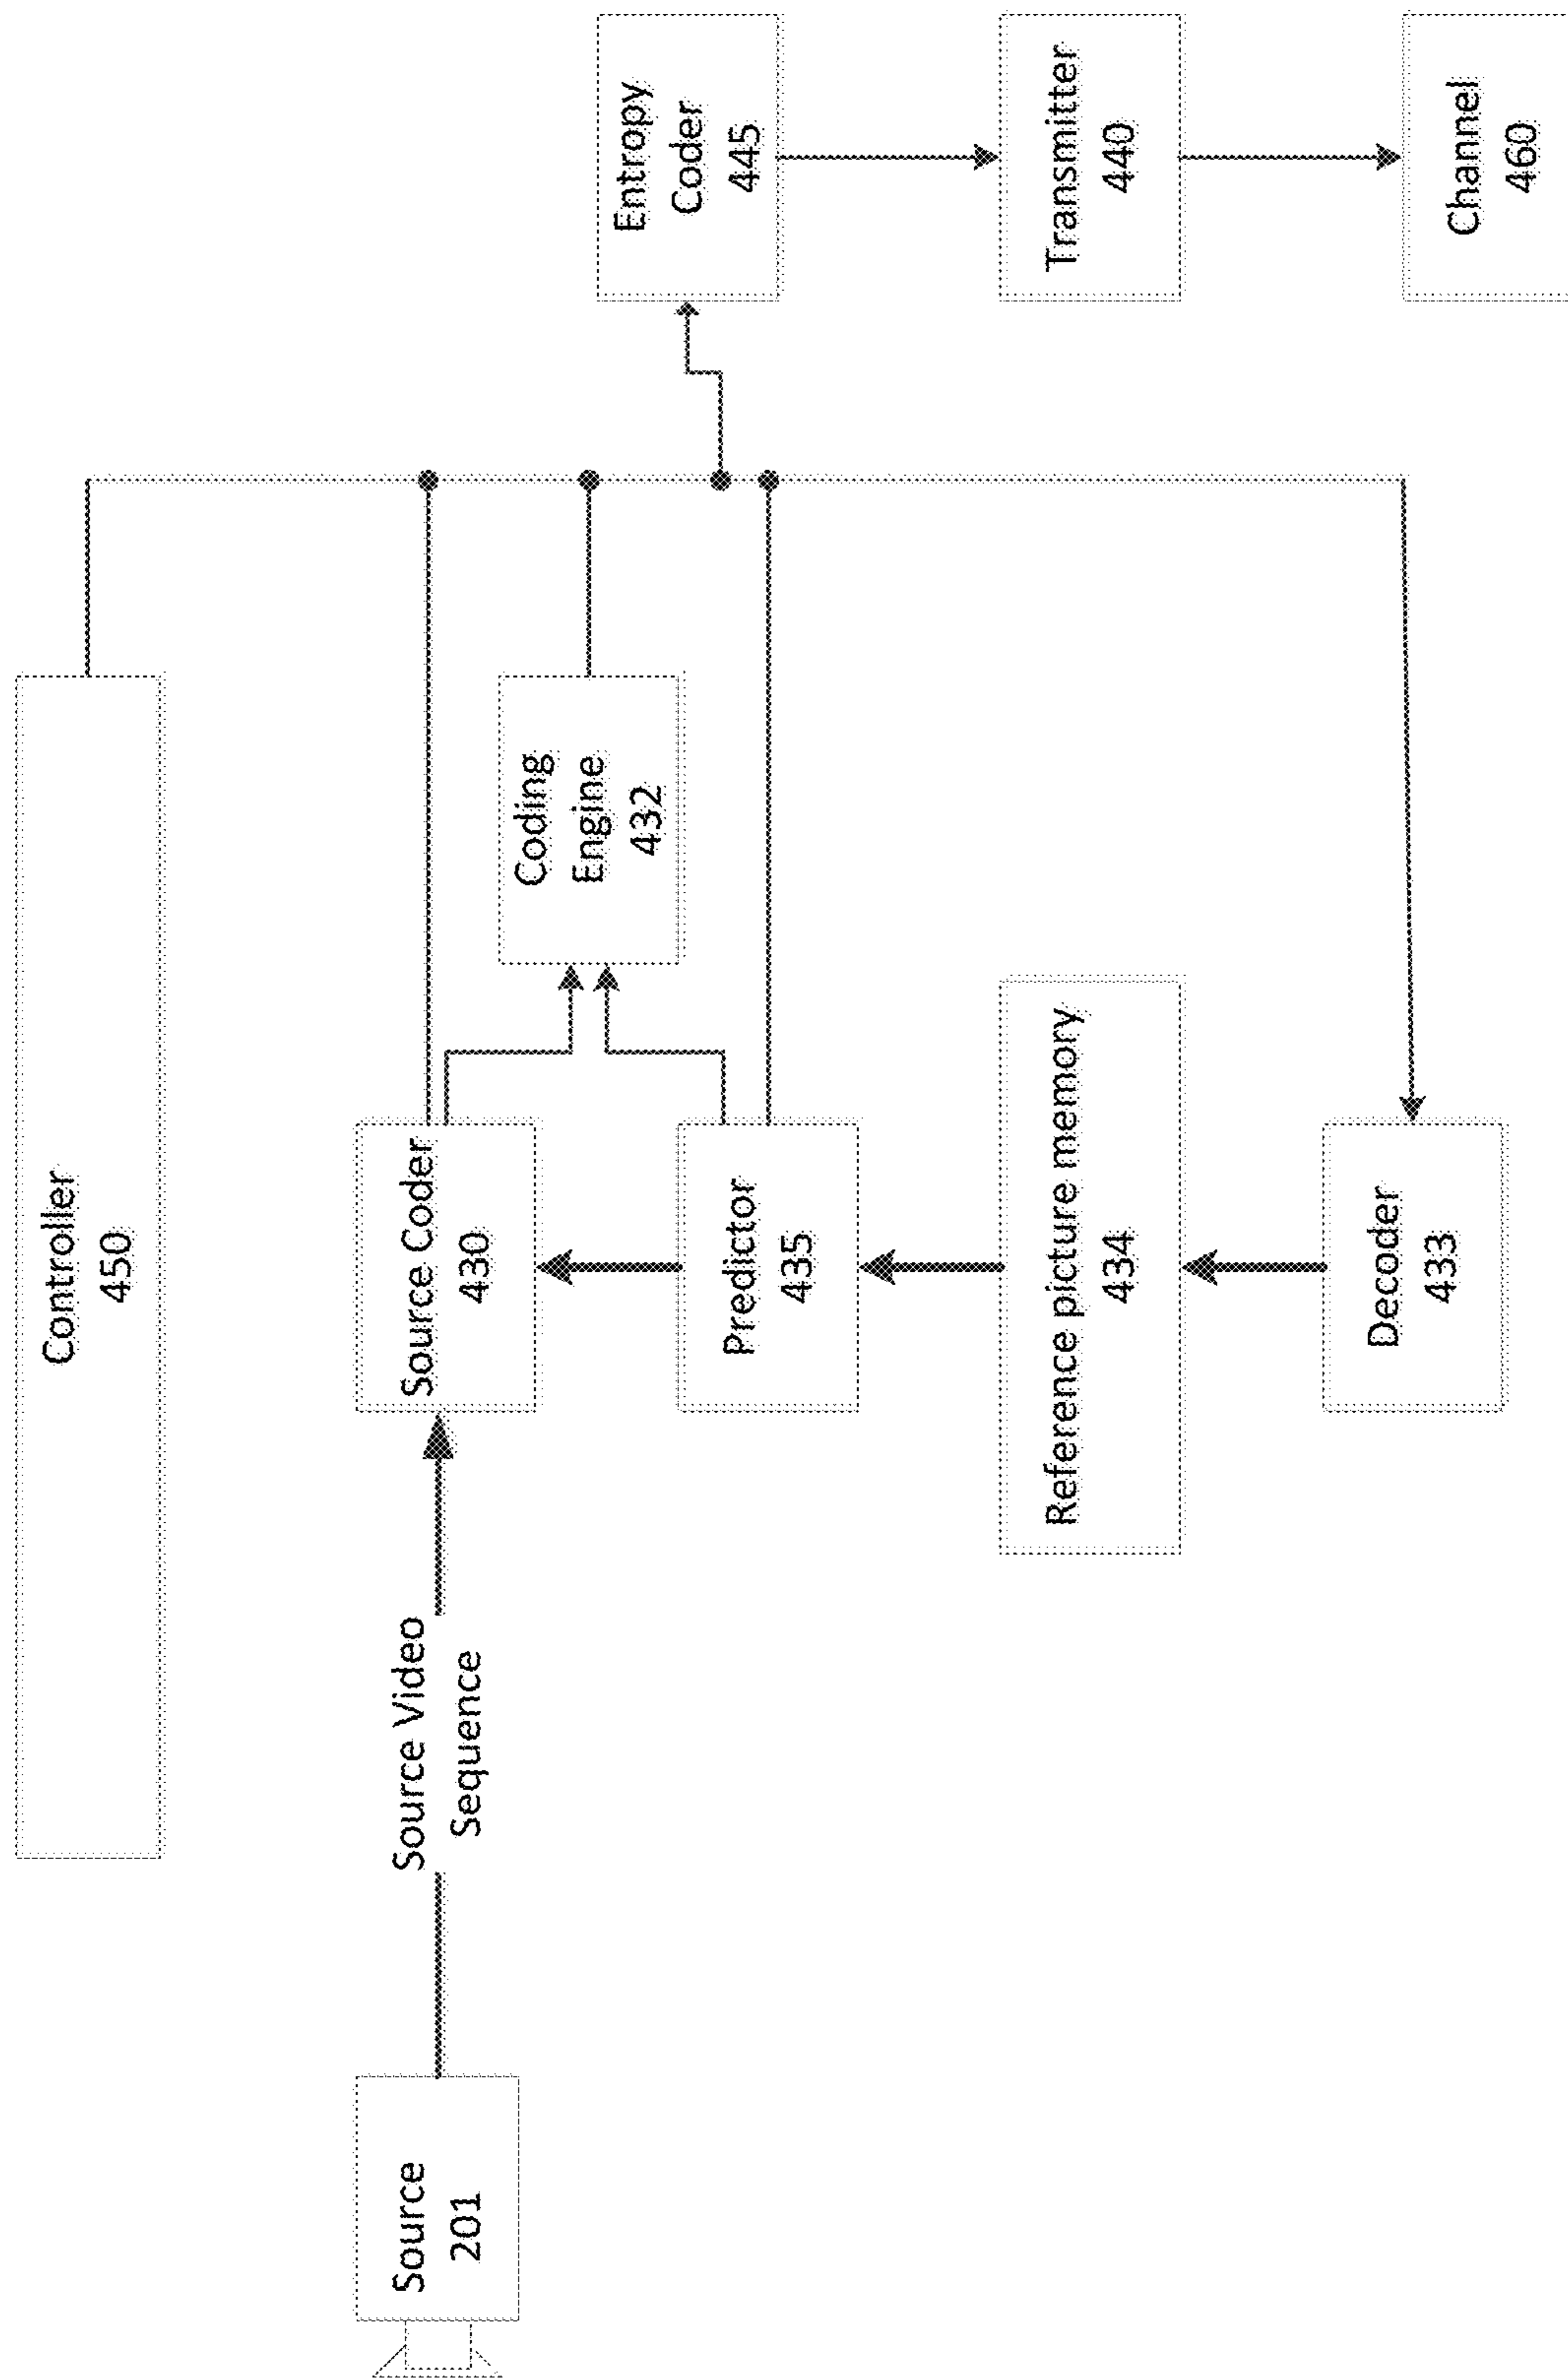 Controller
450
Source
201
Source Video
Sequence
Source Coder
430
Coding
Engine
432
Entropy
Coder
445
Predictor
435
Reference picture memory
434
Transmitter
440
Decoder
433
Channel
460